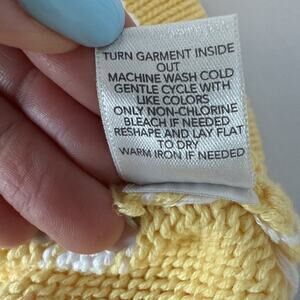 TURN GARMENT INSIDE
OUT
MACHINE WASH COLD
GENTLE CYCLE WITH
LIKE COLORS
ONLY NON-CHLORINE
BLEACH IF NEEDED
RESHAPE AND LAY FLAT
TO DRY
WARM IRON IF NEEDED